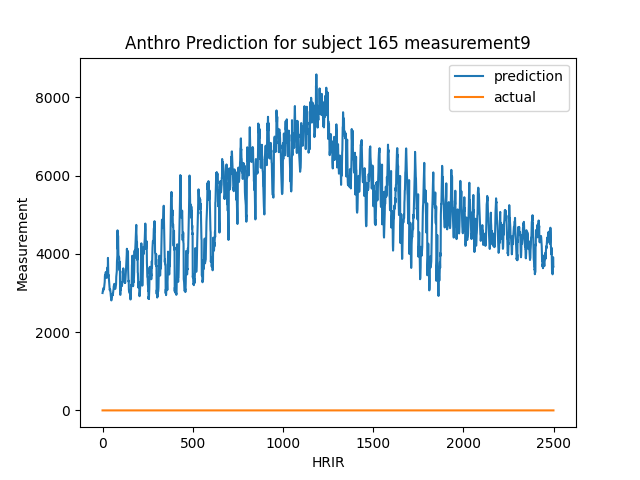 Anthro Prediction for subject 165 measurement9
prediction
actual
8000
6000
4000
2000
0
Measurement
0
500
1000
1500
2000
2500
HRIR